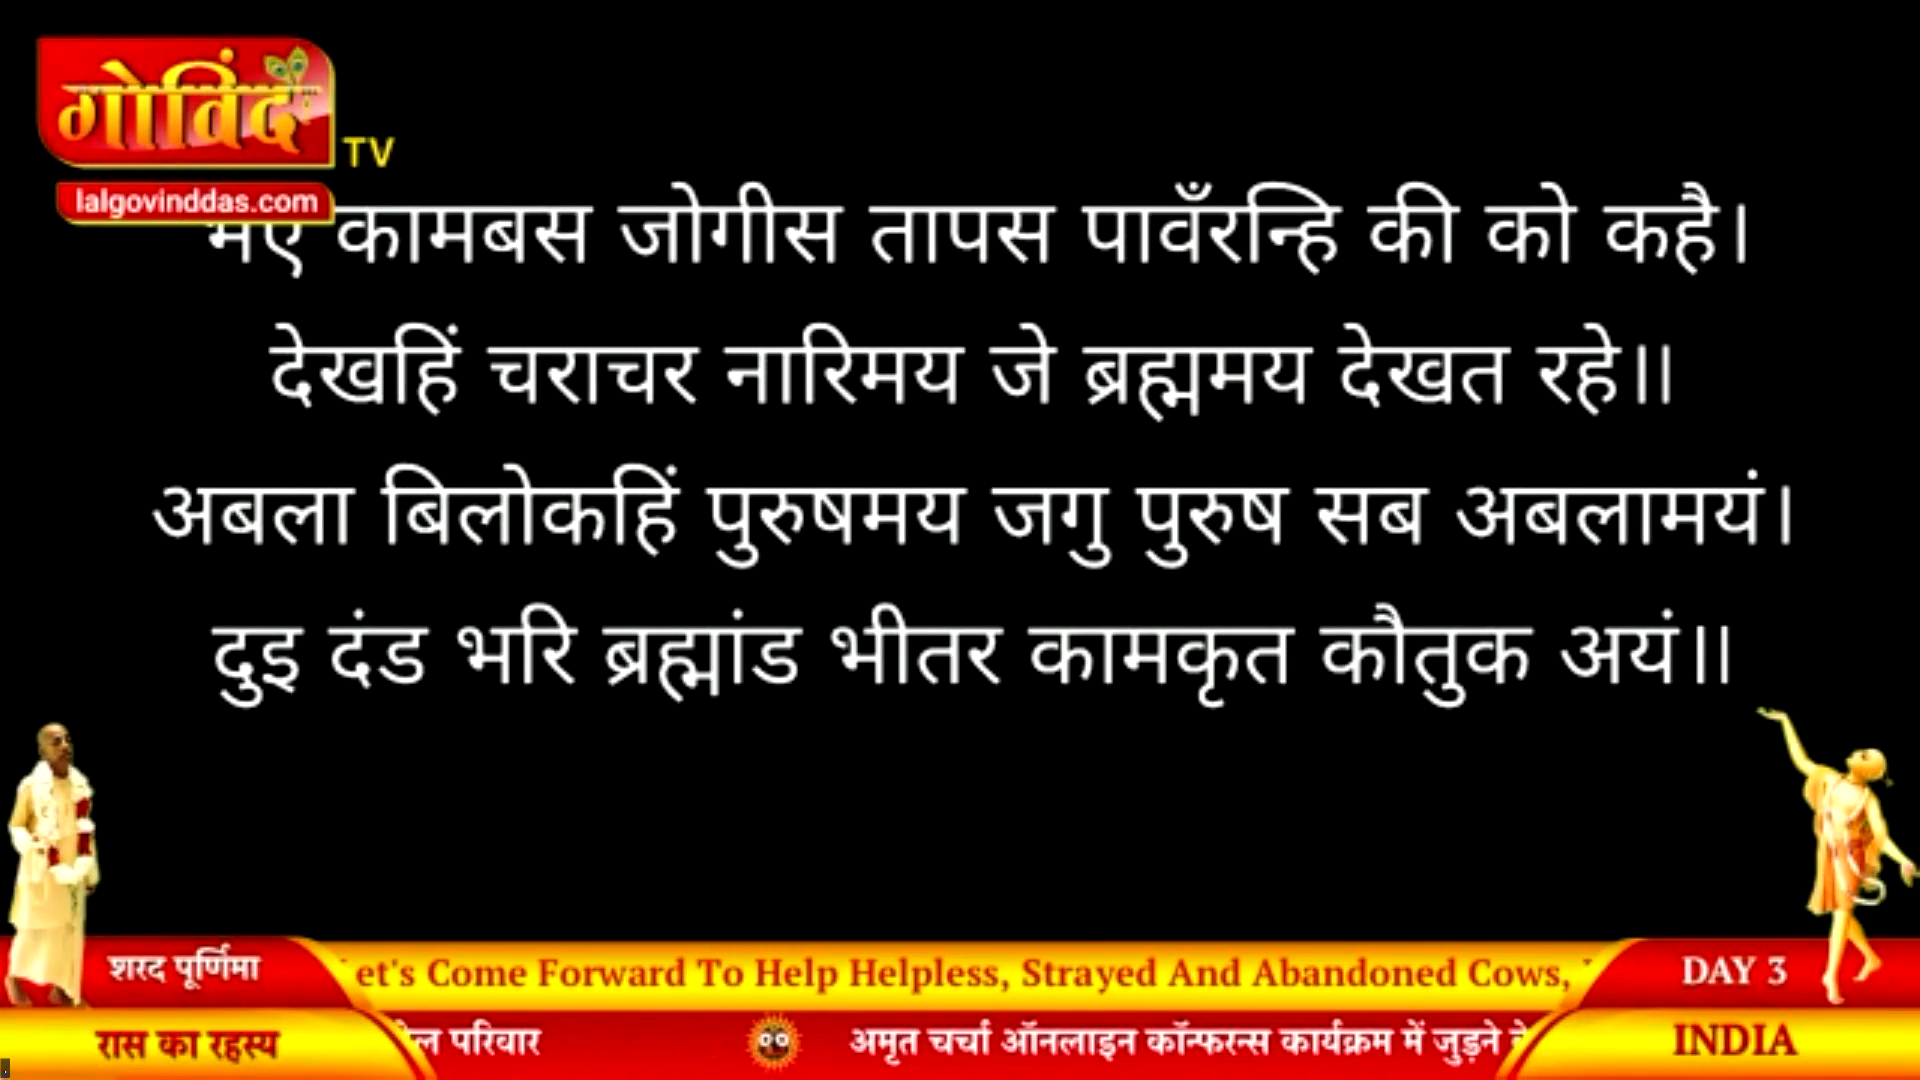 गोविंद
TV
lalgovinddas.com
भए कामबस जोगीस तापस पावँरन्हि की को कहै।
देखहिं चराचर नारिमय जे ब्रह्ममय देखत रहे॥
अबला बिलोकहिं पुरुषमय जगु पुरुष सब अबलामयं।
दुइ दंड भरि ब्रह्मांड भीतर कामकृत कौतुक अयं॥
शरद पूर्णिमा
et's Come Forward To Help Helpless, Strayed And Abandoned Cows,
DAY 3
रास का रहस्य
परिवार
अमृत चर्चा ऑनलाइन कॉन्फरन्स कार्यक्रम में जुड़ने
INDIA